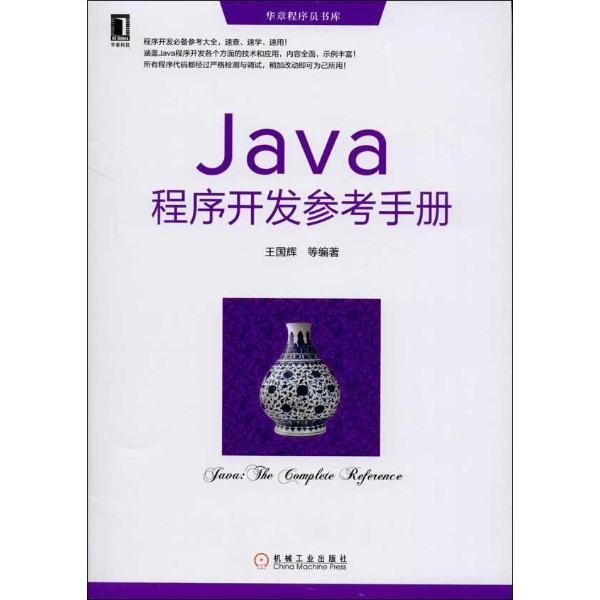 华章程序员书库
华章科技
程序开发必备参考大全，速查、速学、速用！
涵盖Java程序开发各个方面的技术和应用，内容全面，示例丰富！
所有程序代码都经过严格检测与调试，稍加改动即可为己所用！
Java
程序开发参考手册
王国辉 等编著
Java: The Complete Reference
机械工业出版社
China Machine Press